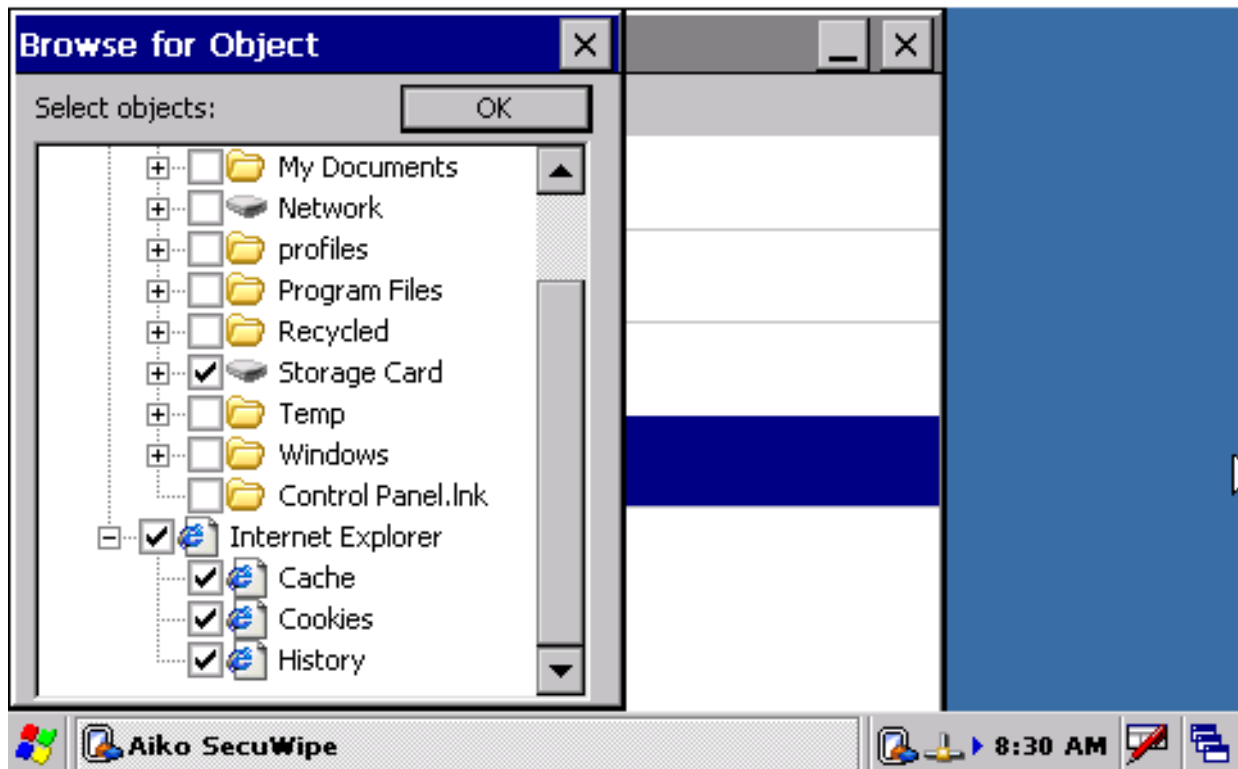 Browse for Object
Select objects:
OK
My Documents
Network
profiles
Program Files
Recycled
Storage Card
Temp
Windows
Control Panel.lnk
Internet Explorer
Cache
Cookies
History
Aiko SecuWipe
8:30 AM